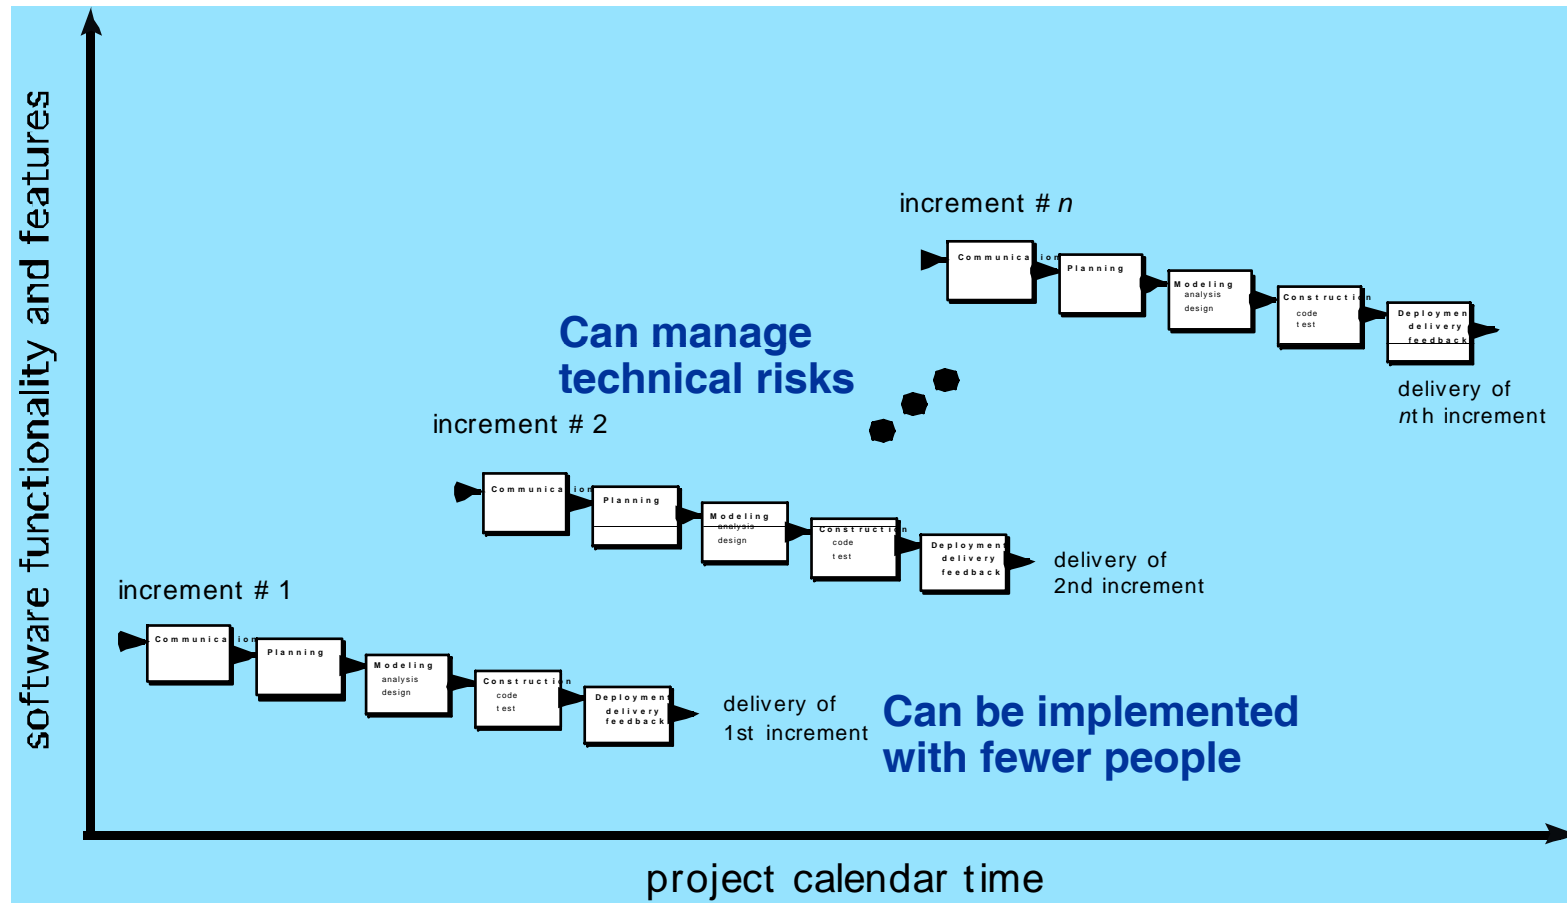 software functionality and features
increment # n
Communication
Planning
Modeling
analysis
design
Construction
code
test
Deployment
delivery
feedback
delivery of
nth increment
Can manage
technical risks
increment # 2
Communication
Planning
Modeling
analysis
design
Construction
code
test
Deployment
delivery
feedback
delivery of
2nd increment
increment # 1
Communication
Planning
Modeling
analysis
design
Construction
code
test
Deployment
delivery
feedback
delivery of
1st increment
Can be implemented
with fewer people
project calendar time